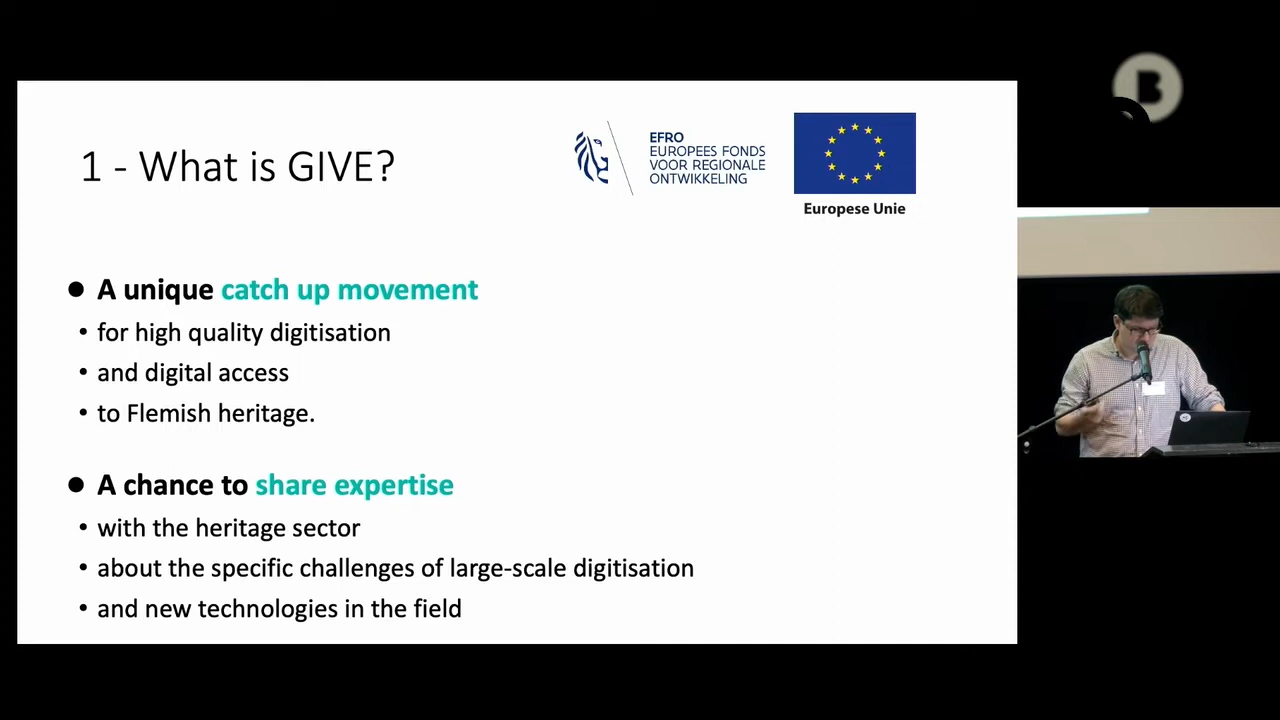 1 - What is GIVE?
EFRO
EUROPEES FONDS
VOOR REGIONALE
ONTWIKKELING
Europese Unie
● A unique catch up movement
• for high quality digitisation
• and digital access
• to Flemish heritage.
● A chance to share expertise
• with the heritage sector
• about the specific challenges of large-scale digitisation
• and new technologies in the field
B